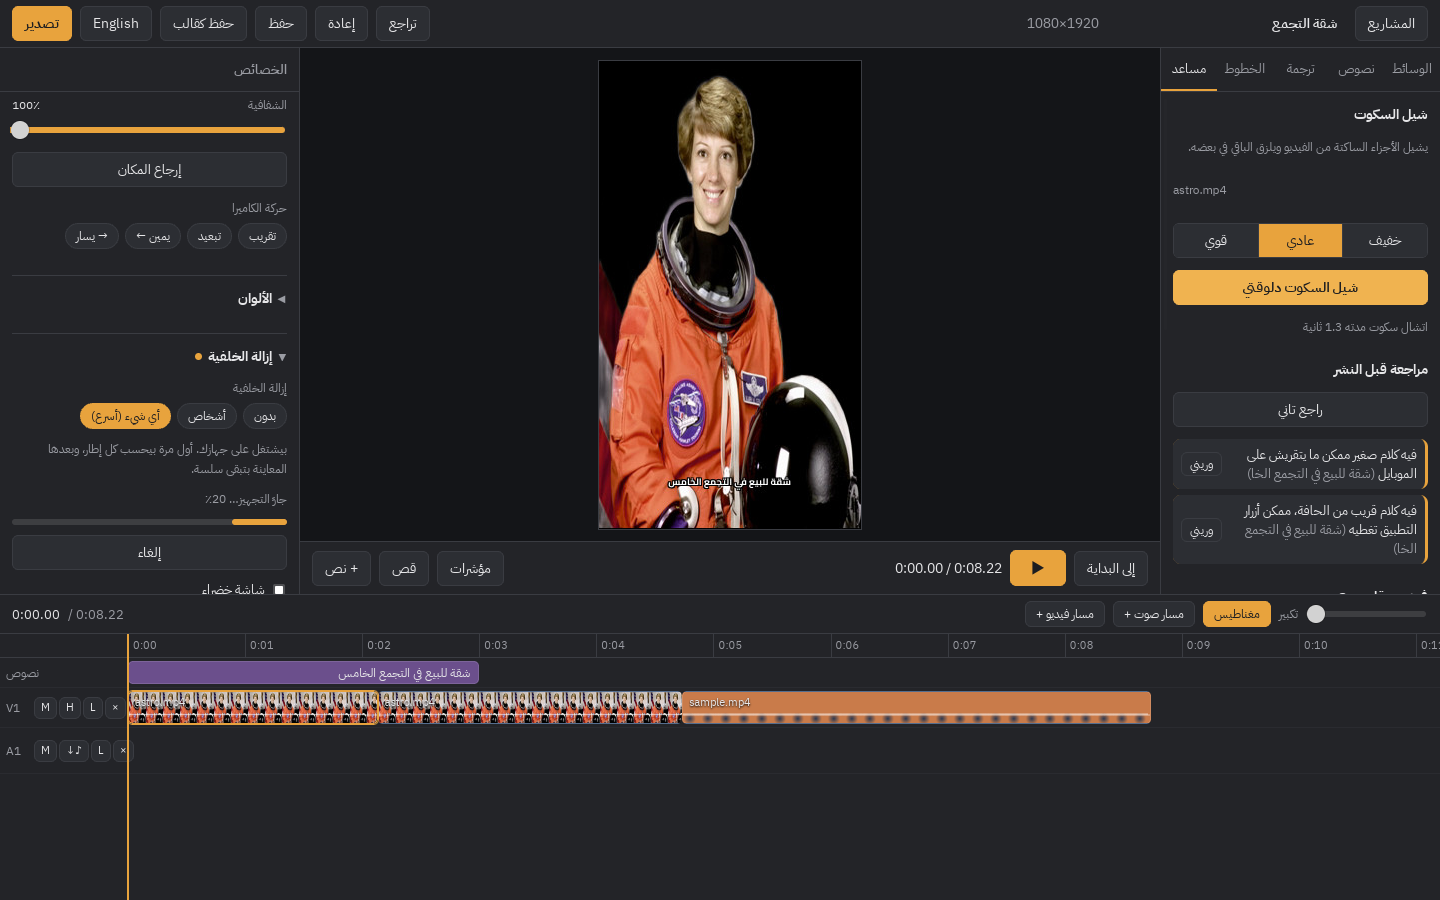 المشاريع
شقة التجمع
1080×1920
تراجع
إعادة
حفظ
حفظ كقالب
English
تصدير
الوسائط
نصوص
ترجمة
الخطوط
مساعد
شيل السكوت
يشيل الأجزاء الساكتة من الفيديو ويلزق الباقي في بعضه.
astro.mp4
خفيف
عادي
قوي
شيل السكوت دلوقتي
اتشال سكوت مدته 1.3 ثانية
مراجعة قبل النشر
راجع تاني
فيه كلام صغير ممكن ما يتقريش على
الموبايل (شقة للبيع في التجمع الخا)
وريني
فيه كلام قريب من الحافة، ممكن أزرار
التطبيق تغطيه (شقة للبيع في التجمع
الخا)
وريني
شقة للبيع في التجمع الخامس
إلى البداية
▶
0:00.00 / 0:08.22
مؤشرات
قص
+ نص
الخصائص
الشفافية
100٪
إرجاع المكان
حركة الكاميرا
تقريب
تبعيد
يمين ←
→ يسار
◀ الألوان
▼ إزالة الخلفية
إزالة الخلفية
بدون
أشخاص
أي شيء (أسرع)
بيشتغل على جهازك. أول مرة بيحسب كل إطار، وبعدها
المعاينة بتبقى سلسة.
جارٍ التجهيز… 20٪
إلغاء
شاشة خضراء
0:00.00 / 0:08.22
تكبير
مغناطيس
مسار صوت +
مسار فيديو +
0:00
0:01
0:02
0:03
0:04
0:05
0:06
0:07
0:08
0:09
0:10
نصوص
شقة للبيع في التجمع الخامس
V1
M
H
L
×
astro.mp4
astro.mp4
sample.mp4
A1
M
↓♪
L
×